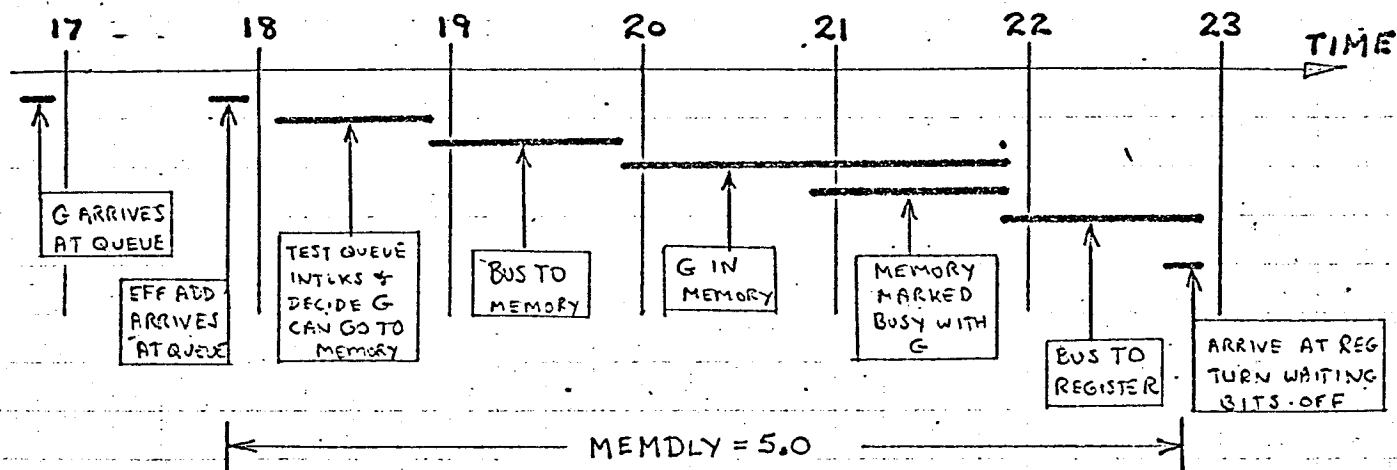 17 18 19 20 21 22 23
TIME
G ARRIVES
AT QUEUE
EFF ADD
ARRIVES
AT QUEUE
TEST QUEUE
INTLKS &
DECIDE G
CAN GO TO
MEMORY
BUS TO
MEMORY
G IN
MEMORY
MEMORY
MARKED
BUSY WITH
G
BUS TO
REGISTER
ARRIVE AT REG
TURN WAITING
BITS OFF
MEMDLY = 5.0